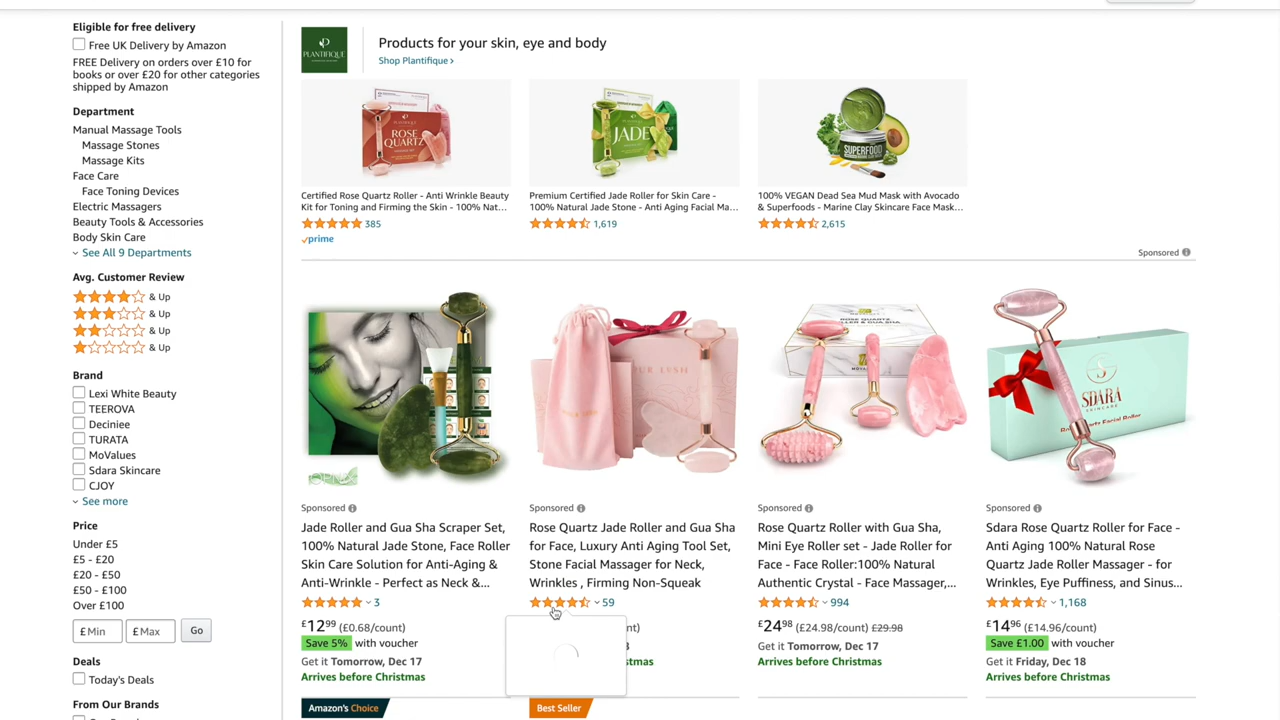 Eligible for free delivery
Free UK Delivery by Amazon
FREE Delivery on orders over £10 for
books or over £20 for other categories
shipped by Amazon
Department
Manual Massage Tools
Massage Stones
Massage Kits
Face Care
Face Toning Devices
Electric Massagers
Beauty Tools & Accessories
Body Skin Care
See All 9 Departments
Avg. Customer Review
& Up
& Up
& Up
& Up
Brand
Lexi White Beauty
TEEROVA
Deciniee
TURATA
MoValues
Sdara Skincare
CJOY
See more
Price
Under £5
£5 - £20
£20 - £50
£50 - £100
Over £100
£ Min £ Max Go
Deals
Today's Deals
From Our Brands
PLANTIFIQUE
Products for your skin, eye and body
Shop Plantifique ›
ROSE
QUARTZ
JADE
SUPERFOOD
Certified Rose Quartz Roller - Anti Wrinkle Beauty
Kit for Toning and Firming the Skin - 100% Nat...
385
prime
Premium Certified Jade Roller for Skin Care -
100% Natural Jade Stone - Anti Aging Facial Ma...
1,619
100% VEGAN Dead Sea Mud Mask with Avocado
& Superfoods - Marine Clay Skincare Face Mask...
2,615
Sponsored
Sponsored
Jade Roller and Gua Sha Scraper Set,
100% Natural Jade Stone, Face Roller
Skin Care Solution for Anti-Aging &
Anti-Wrinkle - Perfect as Neck &...
3
£12.99 (£0.68/count)
Save 5% with voucher
Get it Tomorrow, Dec 17
Arrives before Christmas
Amazon's Choice
Sponsored
Rose Quartz Jade Roller and Gua Sha
for Face, Luxury Anti Aging Tool Set,
Stone Facial Massager for Neck,
Wrinkles , Firming Non-Squeak
59
Best Seller
ROSE QUARTZ
Sponsored
Rose Quartz Roller with Gua Sha,
Mini Eye Roller set - Jade Roller for
Face - Face Roller:100% Natural
Authentic Crystal - Face Massager,...
994
£24.98 (£24.98/count) £29.98
Get it Tomorrow, Dec 17
Arrives before Christmas
SDARA
SKINCARE
Sponsored
Sdara Rose Quartz Roller for Face -
Anti Aging 100% Natural Rose
Quartz Jade Roller Massager - for
Wrinkles, Eye Puffiness, and Sinus...
1,168
£14.96 (£14.96/count)
Save £1.00 with voucher
Get it Friday, Dec 18
Arrives before Christmas